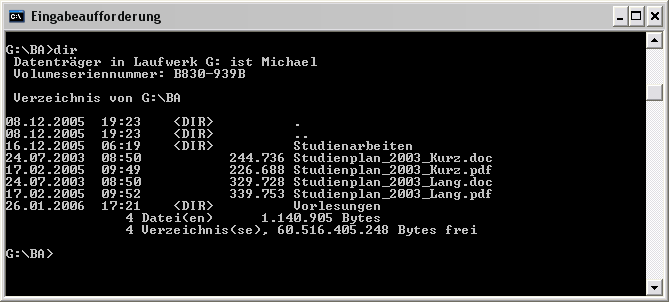 Eingabeaufforderung
G:\BA>dir
 Datenträger in Laufwerk G: ist Michael
 Volumeseriennummer: B830-939B

 Verzeichnis von G:\BA

08.12.2005  19:23    <DIR>          .
08.12.2005  19:23    <DIR>          ..
16.12.2005  06:19    <DIR>          Studienarbeiten
24.07.2003  08:50           244.736 Studienplan_2003_Kurz.doc
17.02.2005  09:49           226.688 Studienplan_2003_Kurz.pdf
24.07.2003  08:50           329.728 Studienplan_2003_Lang.doc
17.02.2005  09:52           339.753 Studienplan_2003_Lang.pdf
26.01.2006  17:21    <DIR>          Vorlesungen
               4 Datei(en)      1.140.905 Bytes
               4 Verzeichnis(se), 60.516.405.248 Bytes frei

G:\BA>